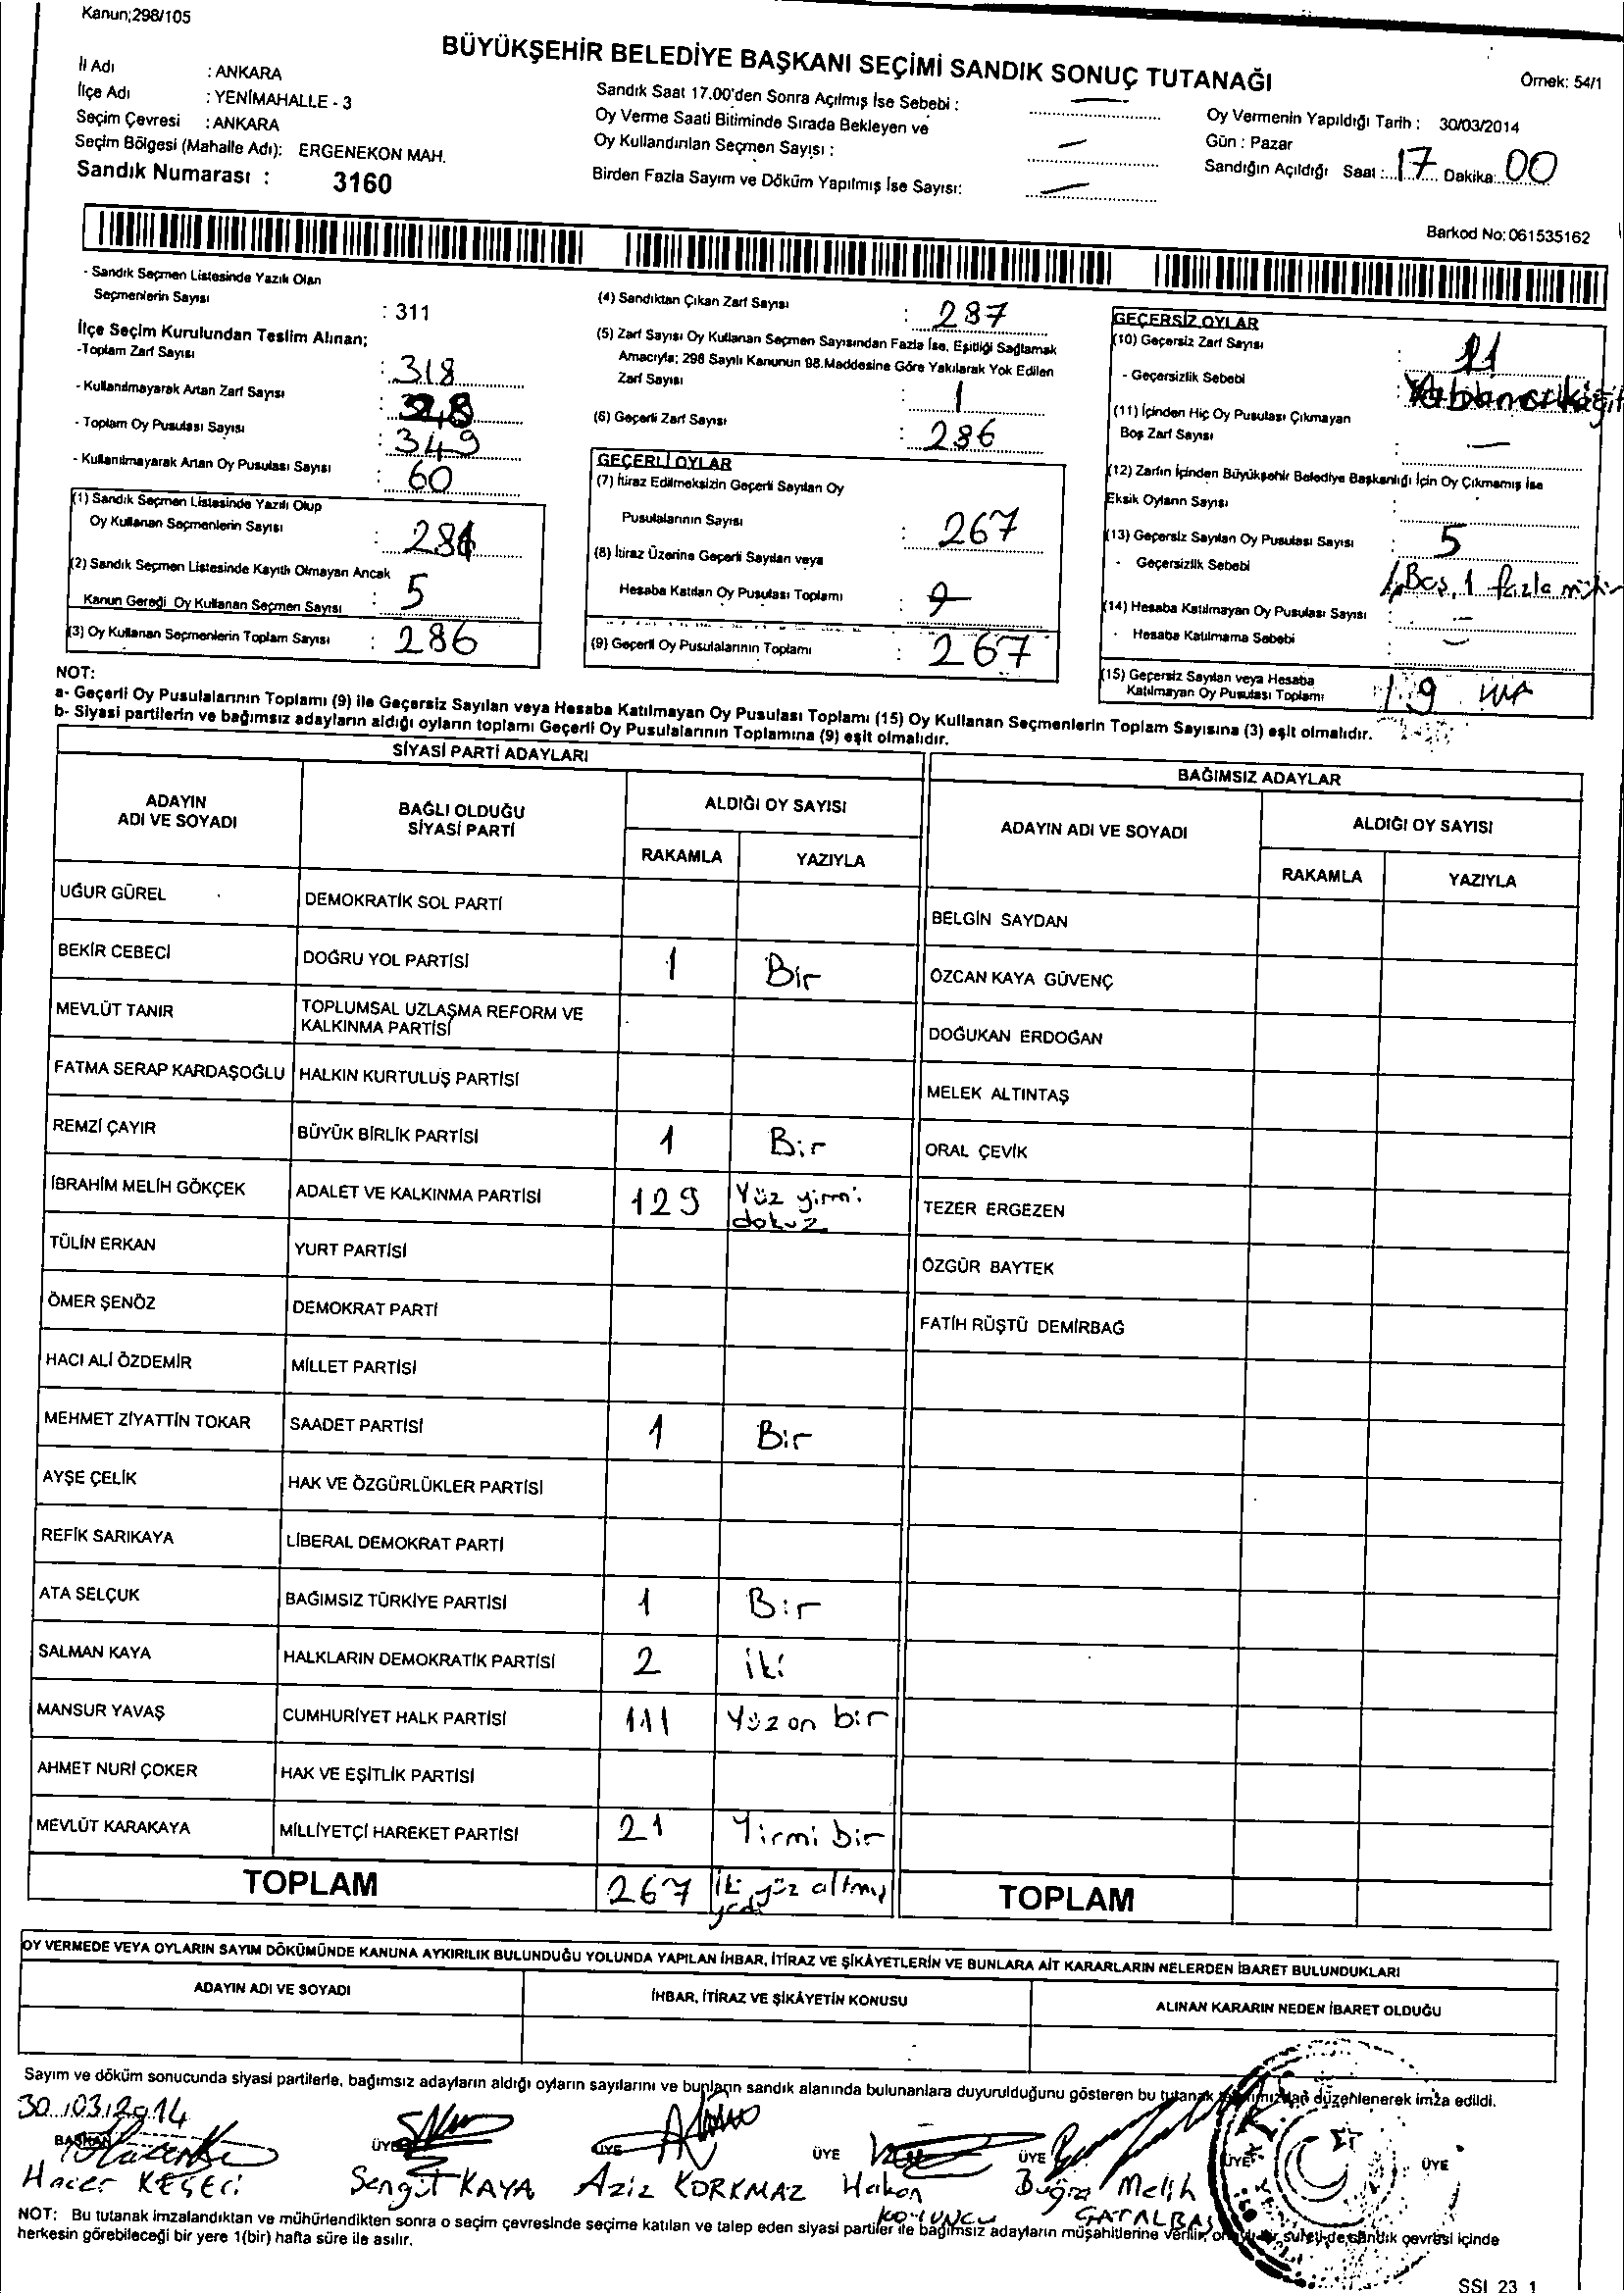 Kanun;298/105
BÜYÜKŞEHİR BELEDİYE BAŞKANI SEÇİMİ SANDIK SONUÇ TUTANAĞI
Örnek: 54/1
İl Adı : ANKARA
İlçe Adı : YENİMAHALLE - 3
Seçim Çevresi : ANKARA
Seçim Bölgesi (Mahalle Adı): ERGENEKON MAH.
Sandık Numarası : 3160
Sandık Saat 17.00'den Sonra Açılmış İse Sebebi : —
Oy Verme Saati Bitiminde Sırada Bekleyen ve
Oy Kullandırılan Seçmen Sayısı : —
Birden Fazla Sayım ve Döküm Yapılmış İse Sayısı: —
Oy Vermenin Yapıldığı Tarih : 30/03/2014
Gün : Pazar
Sandığın Açıldığı Saat : 17 Dakika: 00
Barkod No: 061535162
- Sandık Seçmen Listesinde Yazılı Olan
Seçmenlerin Sayısı : 311
İlçe Seçim Kurulundan Teslim Alınan;
-Toplam Zarf Sayısı : 318
- Kullanılmayarak Artan Zarf Sayısı :
- Toplam Oy Pusulası Sayısı : 349
- Kullanılmayarak Artan Oy Pusulası Sayısı : 60
(1) Sandık Seçmen Listesinde Yazılı Olup
Oy Kullanan Seçmenlerin Sayısı : 281
(2) Sandık Seçmen Listesinde Kayıtlı Olmayan Ancak
Kanun Gereği Oy Kullanan Seçmen Sayısı : 5
(3) Oy Kullanan Seçmenlerin Toplam Sayısı : 286
(4) Sandıktan Çıkan Zarf Sayısı : 287
(5) Zarf Sayısı Oy Kullanan Seçmen Sayısından Fazla İse, Eşitliği Sağlamak
Amacıyla; 298 Sayılı Kanunun 98.Maddesine Göre Yakılarak Yok Edilen
Zarf Sayısı : 1
(6) Geçerli Zarf Sayısı : 286
GEÇERLİ OYLAR
(7) İtiraz Edilmeksizin Geçerli Sayılan Oy
Pusulalarının Sayısı : 267
(8) İtiraz Üzerine Geçerli Sayılan veya
Hesaba Katılan Oy Pusulası Toplamı :
(9) Geçerli Oy Pusulalarının Toplamı : 267
GEÇERSİZ OYLAR
(10) Geçersiz Zarf Sayısı : 11
- Geçersizlik Sebebi : Yabancı kağıt
(11) İçinden Hiç Oy Pusulası Çıkmayan
Boş Zarf Sayısı : —
(12) Zarfın İçinden Büyükşehir Belediye Başkanlığı İçin Oy Çıkmamış ise
Eksik Oyların Sayısı :
(13) Geçersiz Sayılan Oy Pusulası Sayısı : 5
- Geçersizlik Sebebi : 4 Boş, 1 fazla mühür
(14) Hesaba Katılmayan Oy Pusulası Sayısı : —
- Hesaba Katılmama Sebebi : —
(15) Geçersiz Sayılan veya Hesaba
Katılmayan Oy Pusulası Toplamı : 19
NOT:
a- Geçerli Oy Pusulalarının Toplamı (9) ile Geçersiz Sayılan veya Hesaba Katılmayan Oy Pusulası Toplamı (15) Oy Kullanan Seçmenlerin Toplam Sayısına (3) eşit olmalıdır.
b- Siyasi partilerin ve bağımsız adayların aldığı oyların toplamı Geçerli Oy Pusulalarının Toplamına (9) eşit olmalıdır.
SİYASİ PARTİ ADAYLARI
ADAYIN ADI VE SOYADI BAĞLI OLDUĞU SİYASİ PARTİ ALDIĞI OY SAYISI
RAKAMLA YAZIYLA
UĞUR GÜREL DEMOKRATİK SOL PARTİ
BEKİR CEBECİ DOĞRU YOL PARTİSİ 1 Bir
MEVLÜT TANIR TOPLUMSAL UZLAŞMA REFORM VE KALKINMA PARTİSİ
FATMA SERAP KARDAŞOĞLU HALKIN KURTULUŞ PARTİSİ
REMZİ ÇAYIR BÜYÜK BİRLİK PARTİSİ 1 Bir
İBRAHİM MELİH GÖKÇEK ADALET VE KALKINMA PARTİSİ 129 Yüz yirmi dokuz
TÜLİN ERKAN YURT PARTİSİ
ÖMER ŞENÖZ DEMOKRAT PARTİ
HACI ALİ ÖZDEMİR MİLLET PARTİSİ
MEHMET ZİYATTİN TOKAR SAADET PARTİSİ 1 Bir
AYŞE ÇELİK HAK VE ÖZGÜRLÜKLER PARTİSİ
REFİK SARIKAYA LİBERAL DEMOKRAT PARTİ
ATA SELÇUK BAĞIMSIZ TÜRKİYE PARTİSİ 1 Bir
SALMAN KAYA HALKLARIN DEMOKRATİK PARTİSİ 2 iki
MANSUR YAVAŞ CUMHURİYET HALK PARTİSİ 111 Yüz on bir
AHMET NURİ ÇOKER HAK VE EŞİTLİK PARTİSİ
MEVLÜT KARAKAYA MİLLİYETÇİ HAREKET PARTİSİ 21 Yirmi bir
TOPLAM 267 iki yüz altmış yedi
BAĞIMSIZ ADAYLAR
ADAYIN ADI VE SOYADI ALDIĞI OY SAYISI
RAKAMLA YAZIYLA
BELGİN SAYDAN
ÖZCAN KAYA GÜVENÇ
DOĞUKAN ERDOĞAN
MELEK ALTINTAŞ
ORAL ÇEVİK
TEZER ERGEZEN
ÖZGÜR BAYTEK
FATİH RÜŞTÜ DEMİRBAĞ
TOPLAM
OY VERMEDE VEYA OYLARIN SAYIM DÖKÜMÜNDE KANUNA AYKIRILIK BULUNDUĞU YOLUNDA YAPILAN İHBAR, İTİRAZ VE ŞİKÂYETLERİN VE BUNLARA AİT KARARLARIN NELERDEN İBARET BULUNDUKLARI
ADAYIN ADI VE SOYADI İHBAR, İTİRAZ VE ŞİKÂYETİN KONUSU ALINAN KARARIN NEDEN İBARET OLDUĞU
Sayım ve döküm sonucunda siyasi partilerle, bağımsız adayların aldığı oyların sayılarını ve bunların sandık alanında bulunanlara duyurulduğunu gösteren bu tutanak tarafımızdan düzenlenerek imza edildi.
30.03.2014
BAŞKAN ÜYE ÜYE ÜYE ÜYE ÜYE ÜYE
Hacer KEŞECİ Sengül KAYA Aziz KORKMAZ Hakan KOYUNCU Buğra Melih ÇATALBAŞ
NOT: Bu tutanak imzalandıktan ve mühürlendikten sonra o seçim çevresinde seçime katılan ve talep eden siyasi partiler ile bağımsız adayların müşahitlerine verilir, onaylı bir sureti de sandık çevresi içinde
herkesin görebileceği bir yere 1(bir) hafta süre ile asılır.
SSI 23 1